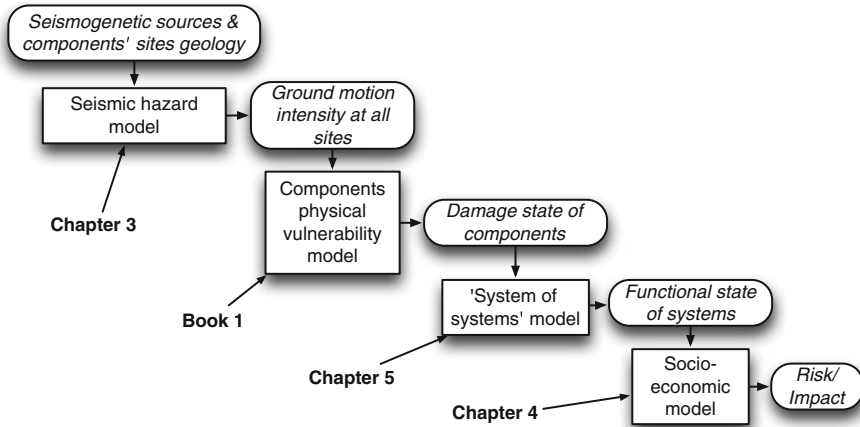 Seismogenetic sources &
components' sites geology
Seismic hazard
model
Ground motion
intensity at all
sites
Chapter 3
Components
physical
vulnerability
model
Damage state of
components
Book 1
'System of
systems' model
Functional state
of systems
Chapter 5
Socio-
economic
model
Risk/
Impact
Chapter 4